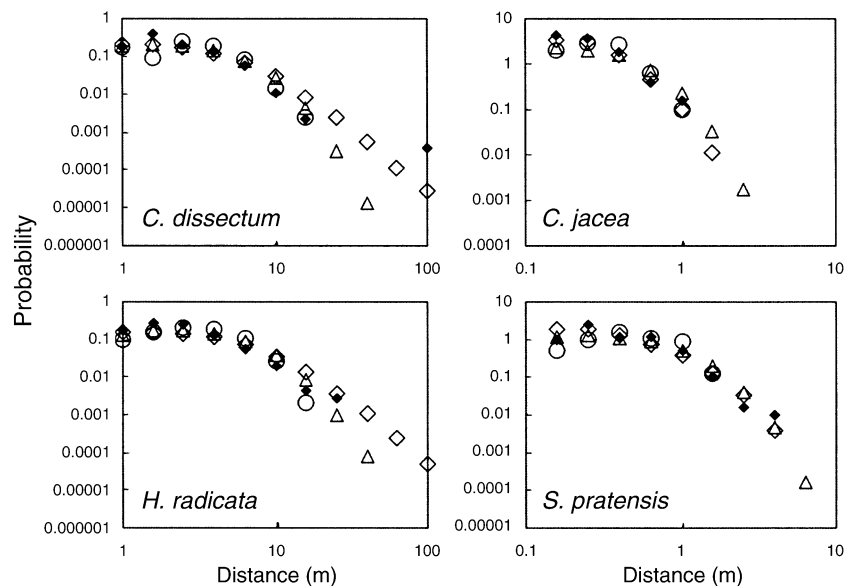 Probability
1
0.1
0.01
0.001
0.0001
0.00001
0.000001
C. dissectum
1 10 100
10
1
0.1
0.01
0.001
0.0001
C. jacea
0.1 1 10
1
0.1
0.01
0.001
0.0001
0.00001
0.000001
H. radicata
1 10 100
Distance (m)
10
1
0.1
0.01
0.001
0.0001
0.00001
S. pratensis
0.1 1 10
Distance (m)